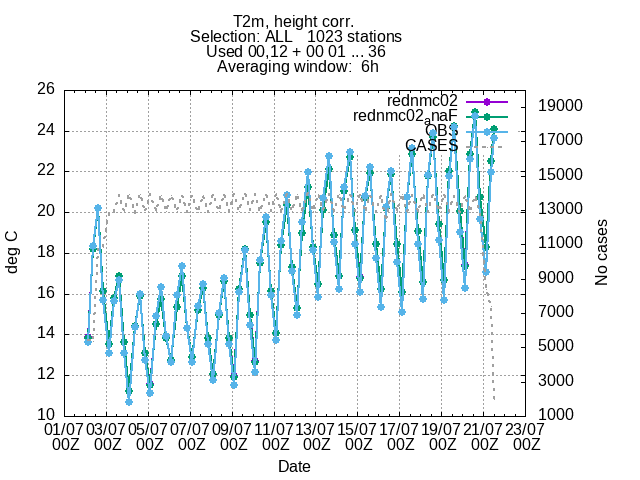 T2m, height corr.
Selection: ALL 1023 stations
Used 00,12 + 00 01 ... 36
Averaging window: 6h
rednmc02
rednmc02anaF
OBS
CASES
deg C
26
24
22
20
18
16
14
12
10
19000
17000
15000
13000
11000
9000
7000
5000
3000
1000
No cases
01/07 03/07 05/07 07/07 09/07 11/07 13/07 15/07 17/07 19/07 21/07 23/07
00Z 00Z 00Z 00Z 00Z 00Z 00Z 00Z 00Z 00Z 00Z 00Z
Date